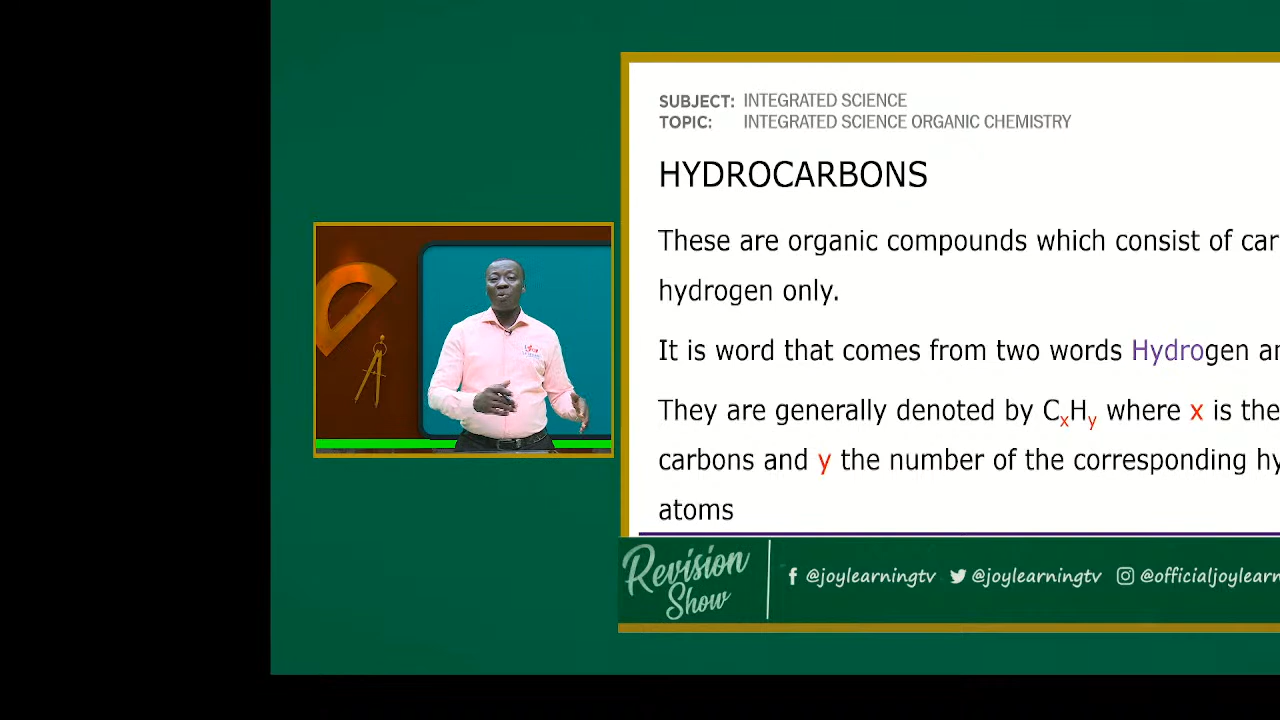 SUBJECT: INTEGRATED SCIENCE
TOPIC: INTEGRATED SCIENCE ORGANIC CHEMISTRY
HYDROCARBONS
These are organic compounds which consist of car
hydrogen only.
It is word that comes from two words Hydrogen an
They are generally denoted by CxHy where x is the
carbons and y the number of the corresponding hy
atoms
Revision
Show
@joylearningtv @joylearningtv @officialjoylearn